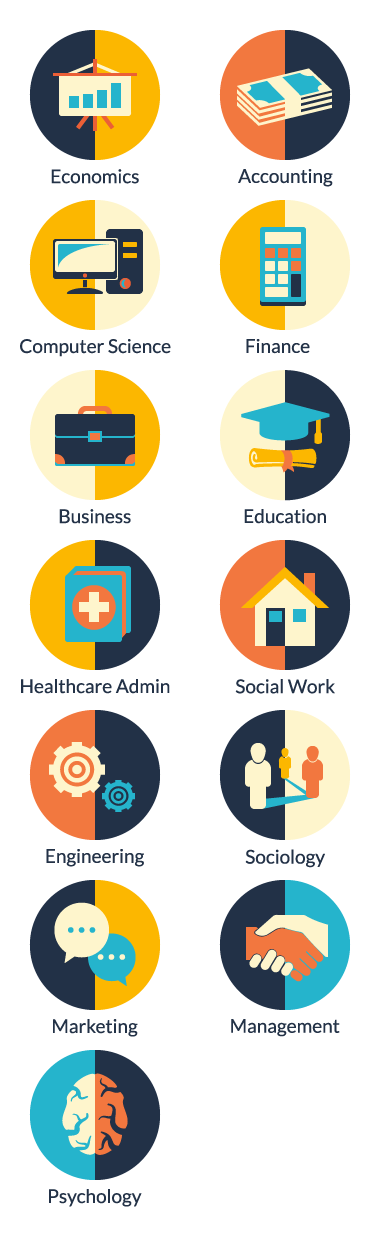 Economics
Accounting
Computer Science
Finance
Business
Education
Healthcare Admin
Social Work
Engineering
Sociology
Marketing
Management
Psychology